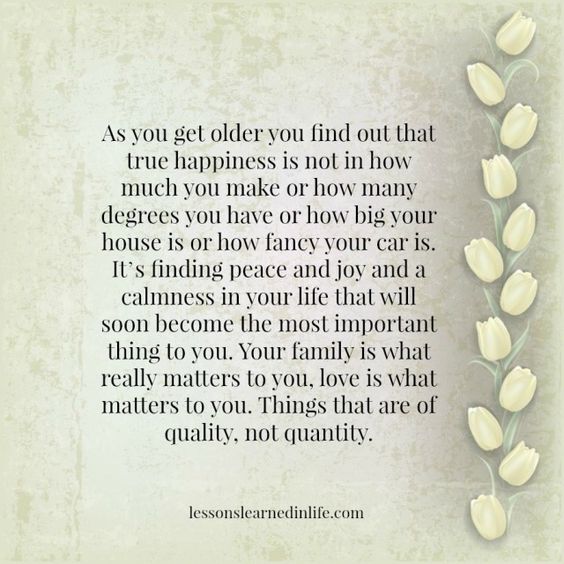 As you get older you find out that
true happiness is not in how
much you make or how many
degrees you have or how big your
house is or how fancy your car is.
It’s finding peace and joy and a
calmness in your life that will
soon become the most important
thing to you. Your family is what
really matters to you, love is what
matters to you. Things that are of
quality, not quantity.
lessonslearnedinlife.com